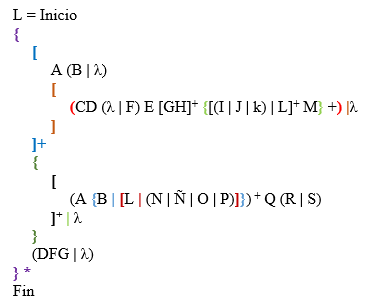 L = Inicio
{
[
A (B | λ)
[
(CD (λ | F) E [GH]⁺ {[(I | J | k) | L]⁺ M} +) |λ
]
]+
{
[
(A {B | [L | (N | Ñ | O | P)]}) ⁺ Q (R | S)
]⁺ | λ
}
(DFG | λ)
} *
Fin